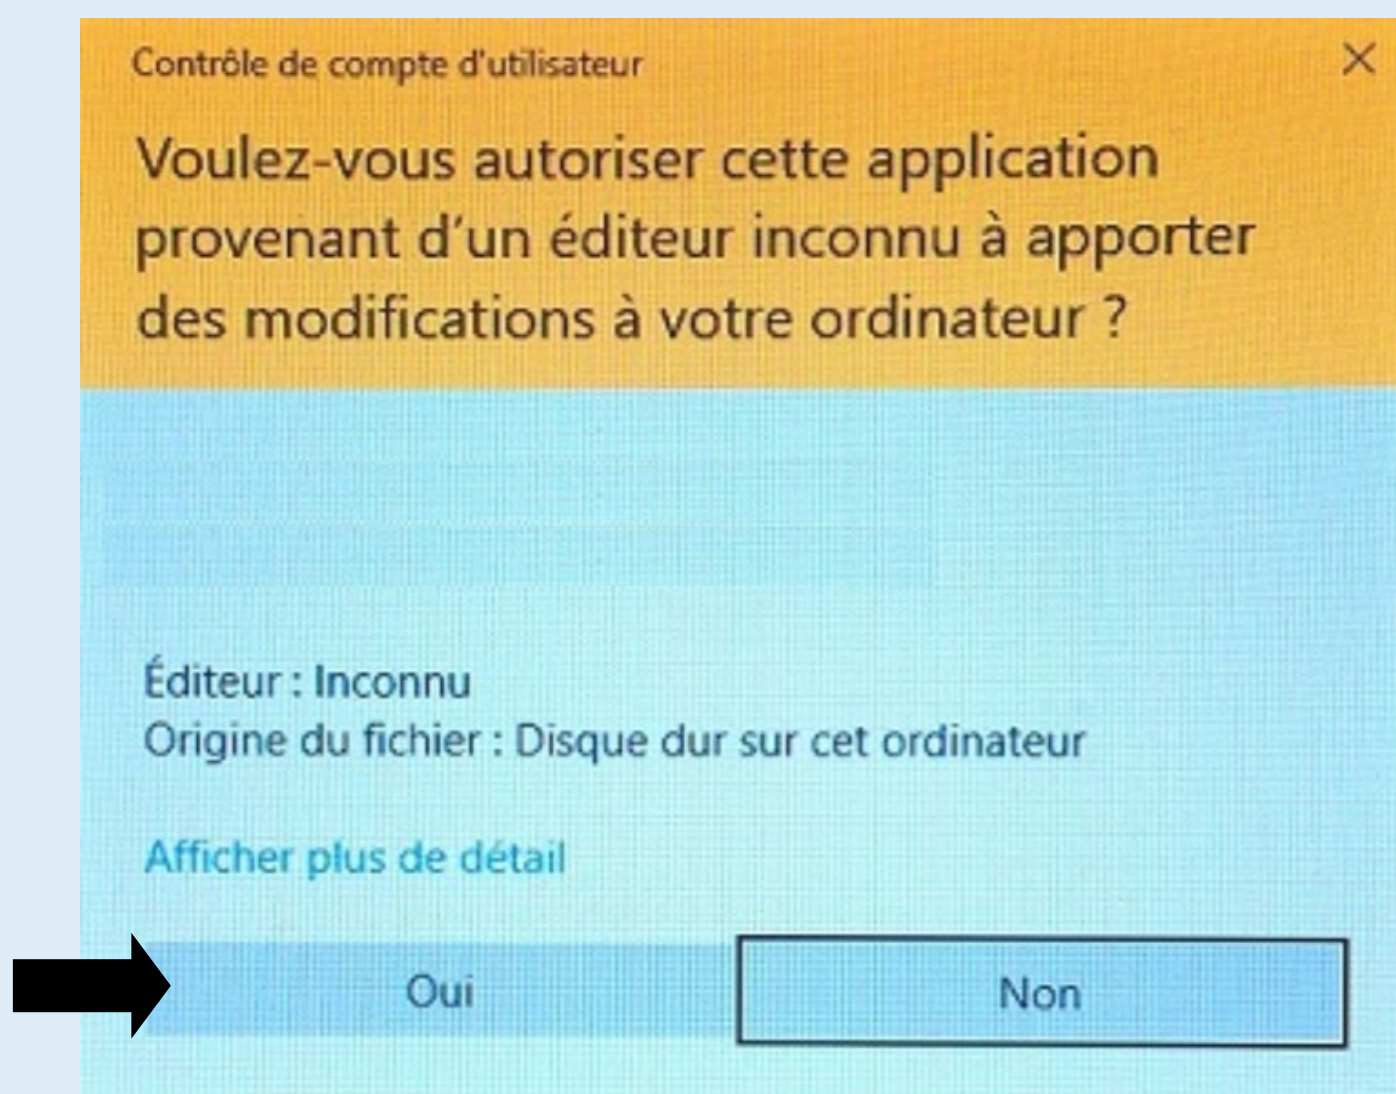 Contrôle de compte d'utilisateur
Voulez-vous autoriser cette application
provenant d'un éditeur inconnu à apporter
des modifications à votre ordinateur ?
Éditeur : Inconnu
Origine du fichier : Disque dur sur cet ordinateur
Afficher plus de détail
Oui
Non